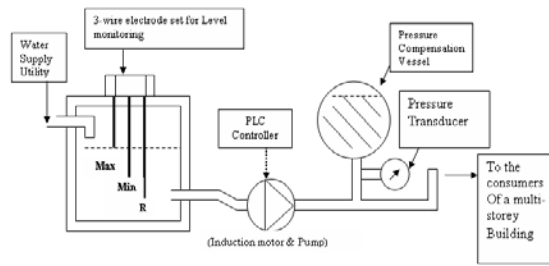 3-wire electrode set for Level
monitoring
Water
Supply
Utility
Pressure
Compensation
Vessel
PLC
Controller
Pressure
Transducer
Max
Min
R
To the
consumers
Of a multi-
storey
Building
(Induction motor & Pump)